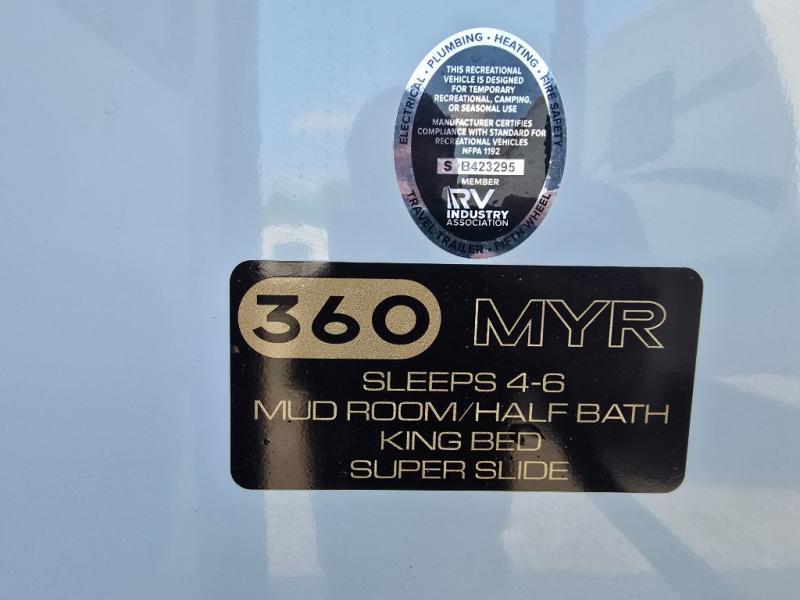 ELECTRICAL • PLUMBING • HEATING • FIRE SAFETY
THIS RECREATIONAL
VEHICLE IS DESIGNED
FOR TEMPORARY
RECREATIONAL, CAMPING,
OR SEASONAL USE
MANUFACTURER CERTIFIES
COMPLIANCE WITH STANDARD FOR
RECREATIONAL VEHICLES
NFPA 1192
S B423295
MEMBER
RV
INDUSTRY
ASSOCIATION
TRAVEL TRAILER • FIFTH WHEEL
360 MYR
SLEEPS 4-6
MUD ROOM/HALF BATH
KING BED
SUPER SLIDE